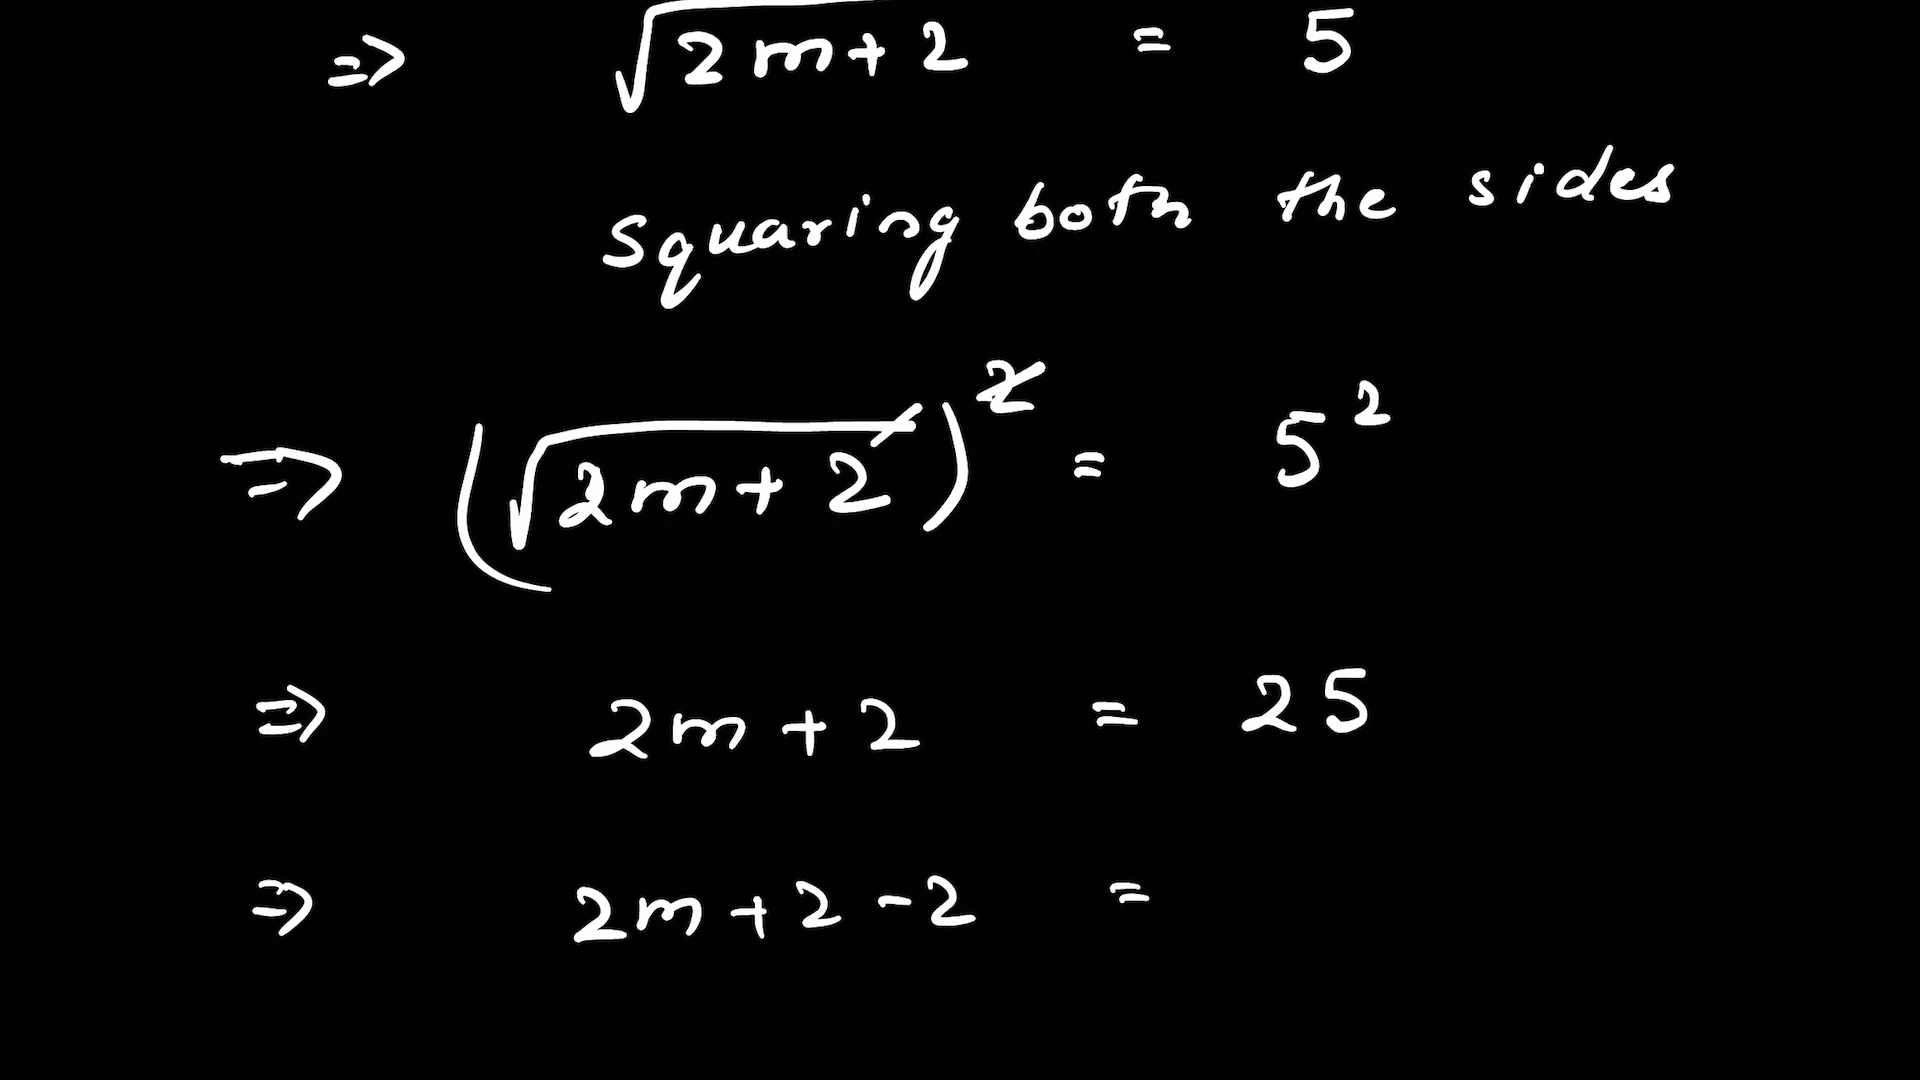 ⇒ √(2m+2) = 5
squaring both the sides
⇒ (√(2m+2))² = 5²
⇒ 2m + 2 = 25
⇒ 2m + 2 - 2 =